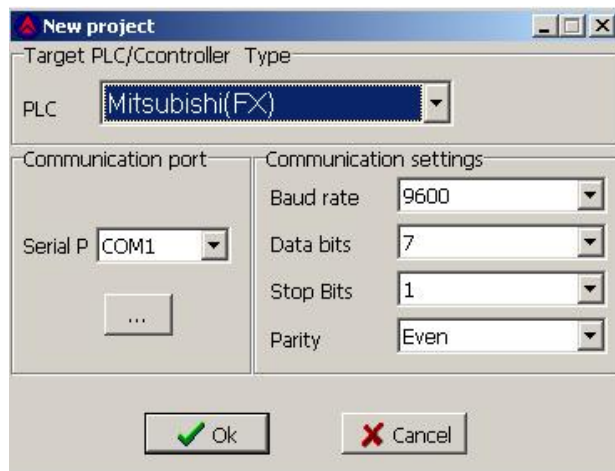 New project
Target PLC/Ccontroller Type
PLC Mitsubishi(FX)
Communication port
Serial P COM1
...
Communication settings
Baud rate 9600
Data bits 7
Stop Bits 1
Parity Even
Ok Cancel